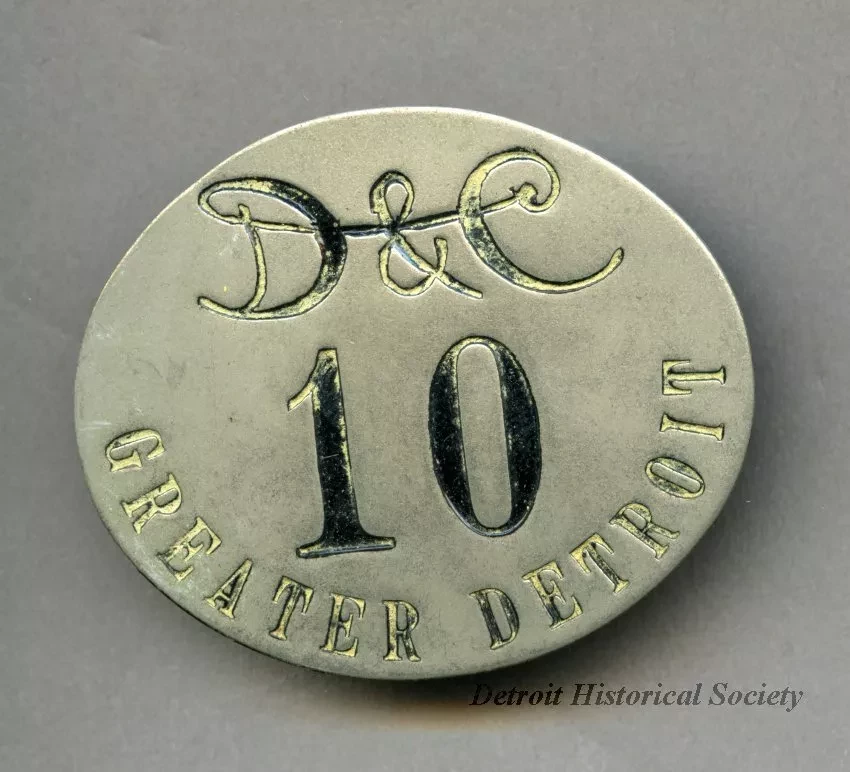 D&C
10
GREATER DETROIT
Detroit Historical Society